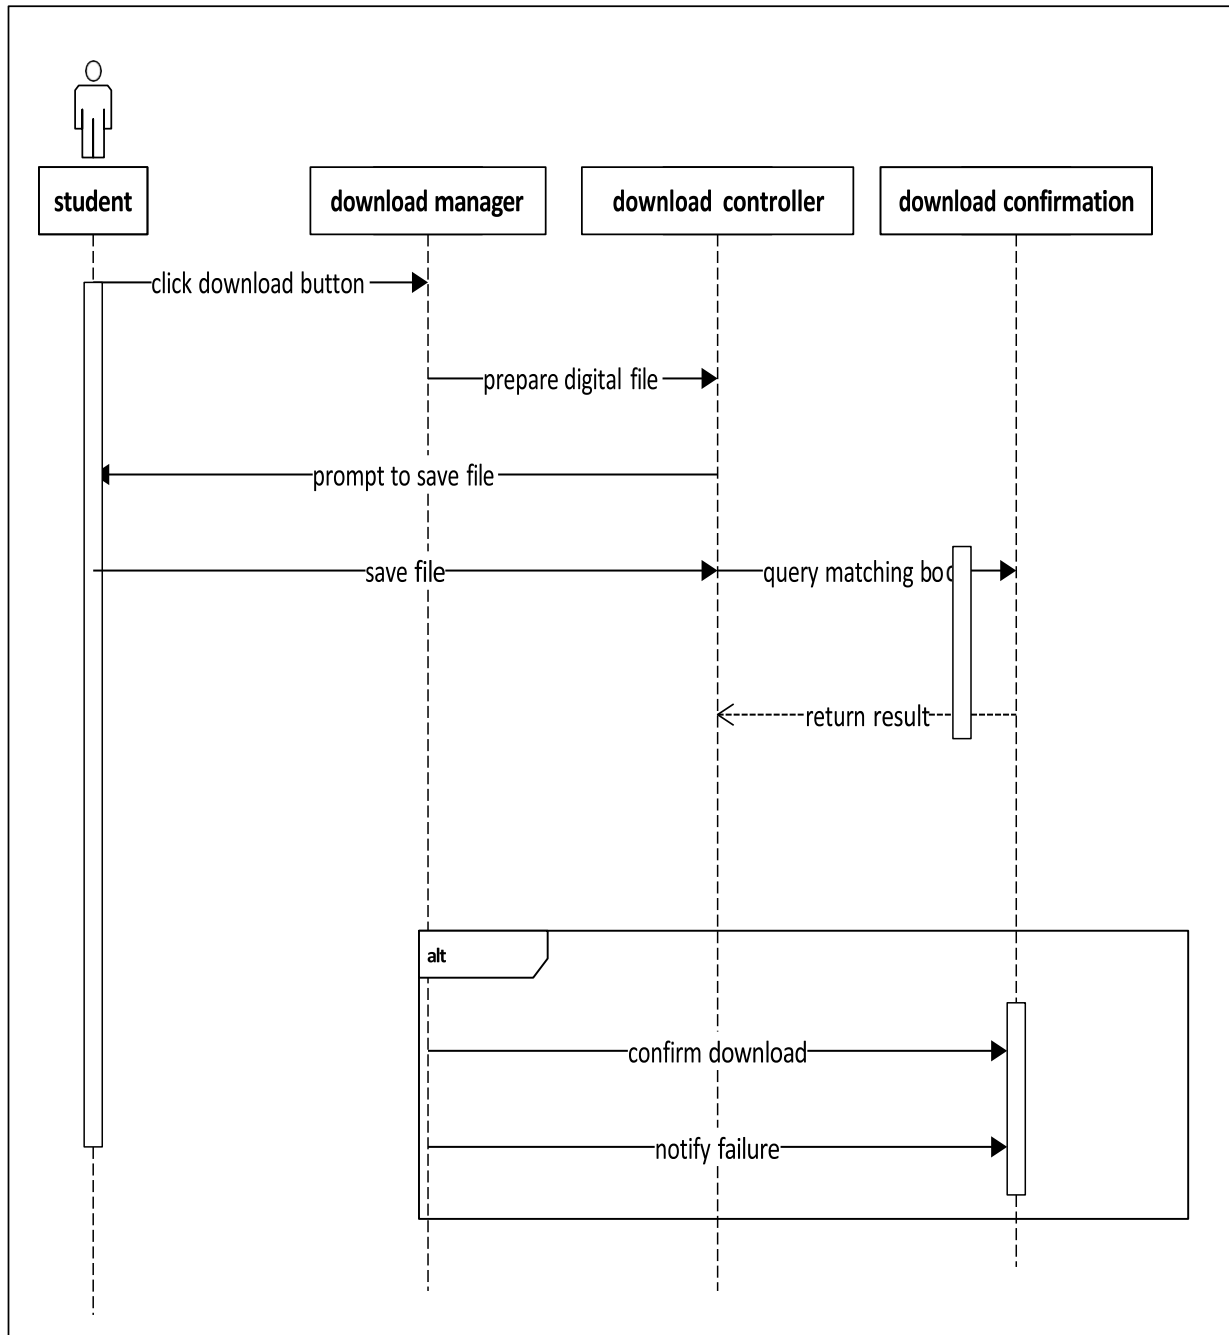 student
download manager
download controller
download confirmation
click download button
prepare digital file
prompt to save file
save file
query matching
return result
alt
confirm download
notify failure